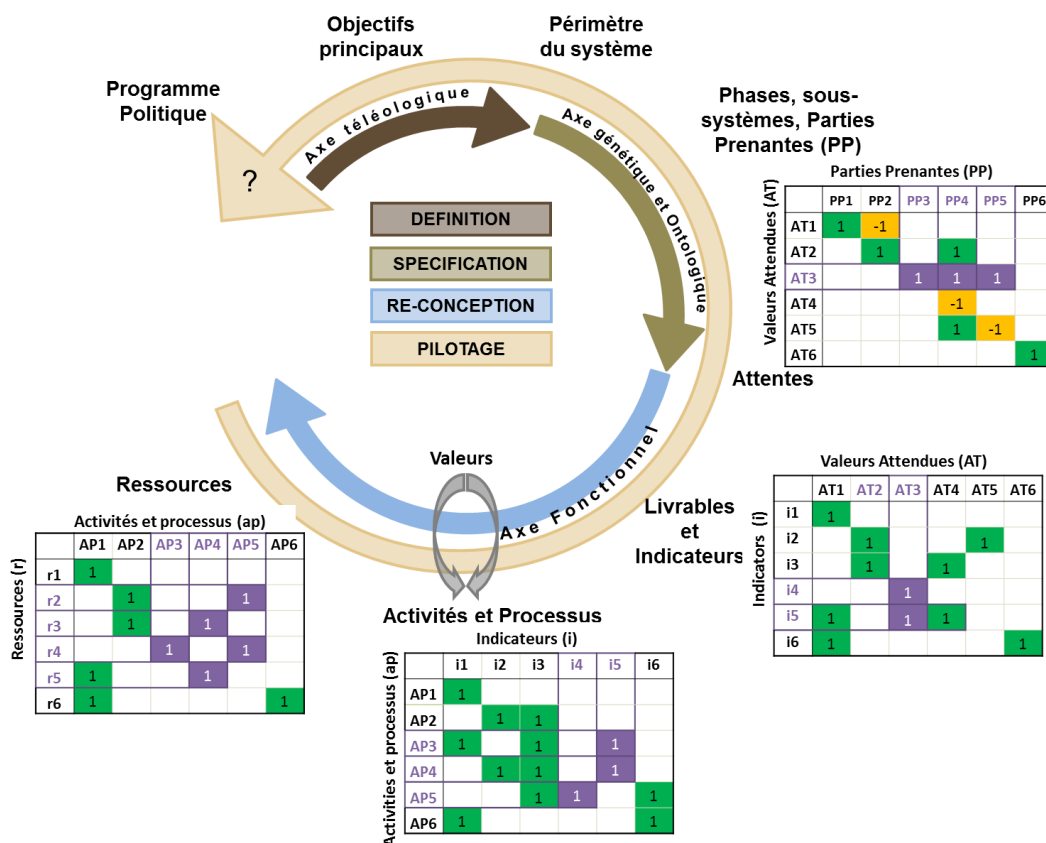 Objectifs
principaux
Périmètre
du système
Programme
Politique
Axe téléologique
Axe génétique et Ontologique
?
Phases, sous-
systèmes, Parties
Prenantes (PP)
DEFINITION
SPECIFICATION
RE-CONCEPTION
PILOTAGE
Parties Prenantes (PP)
Valeurs Attendues (AT)
PP1 PP2 PP3 PP4 PP5 PP6
AT1 1 -1
AT2 1 1
AT3 1 1 1
AT4 -1
AT5 1 -1
AT6 1
Attentes
Valeurs
Axe Fonctionnel
Livrables
et
Indicateurs
Valeurs Attendues (AT)
Indicators (i)
AT1 AT2 AT3 AT4 AT5 AT6
i1 1
i2 1 1
i3 1 1
i4 1
i5 1 1 1
i6 1 1
Ressources
Activités et processus (ap)
Ressources (r)
AP1 AP2 AP3 AP4 AP5 AP6
r1 1
r2 1 1
r3 1 1
r4 1 1
r5 1 1
r6 1 1
Activités et Processus
Indicateurs (i)
Activities et processus (ap)
i1 i2 i3 i4 i5 i6
AP1 1
AP2 1 1
AP3 1 1 1
AP4 1 1 1
AP5 1 1 1
AP6 1 1